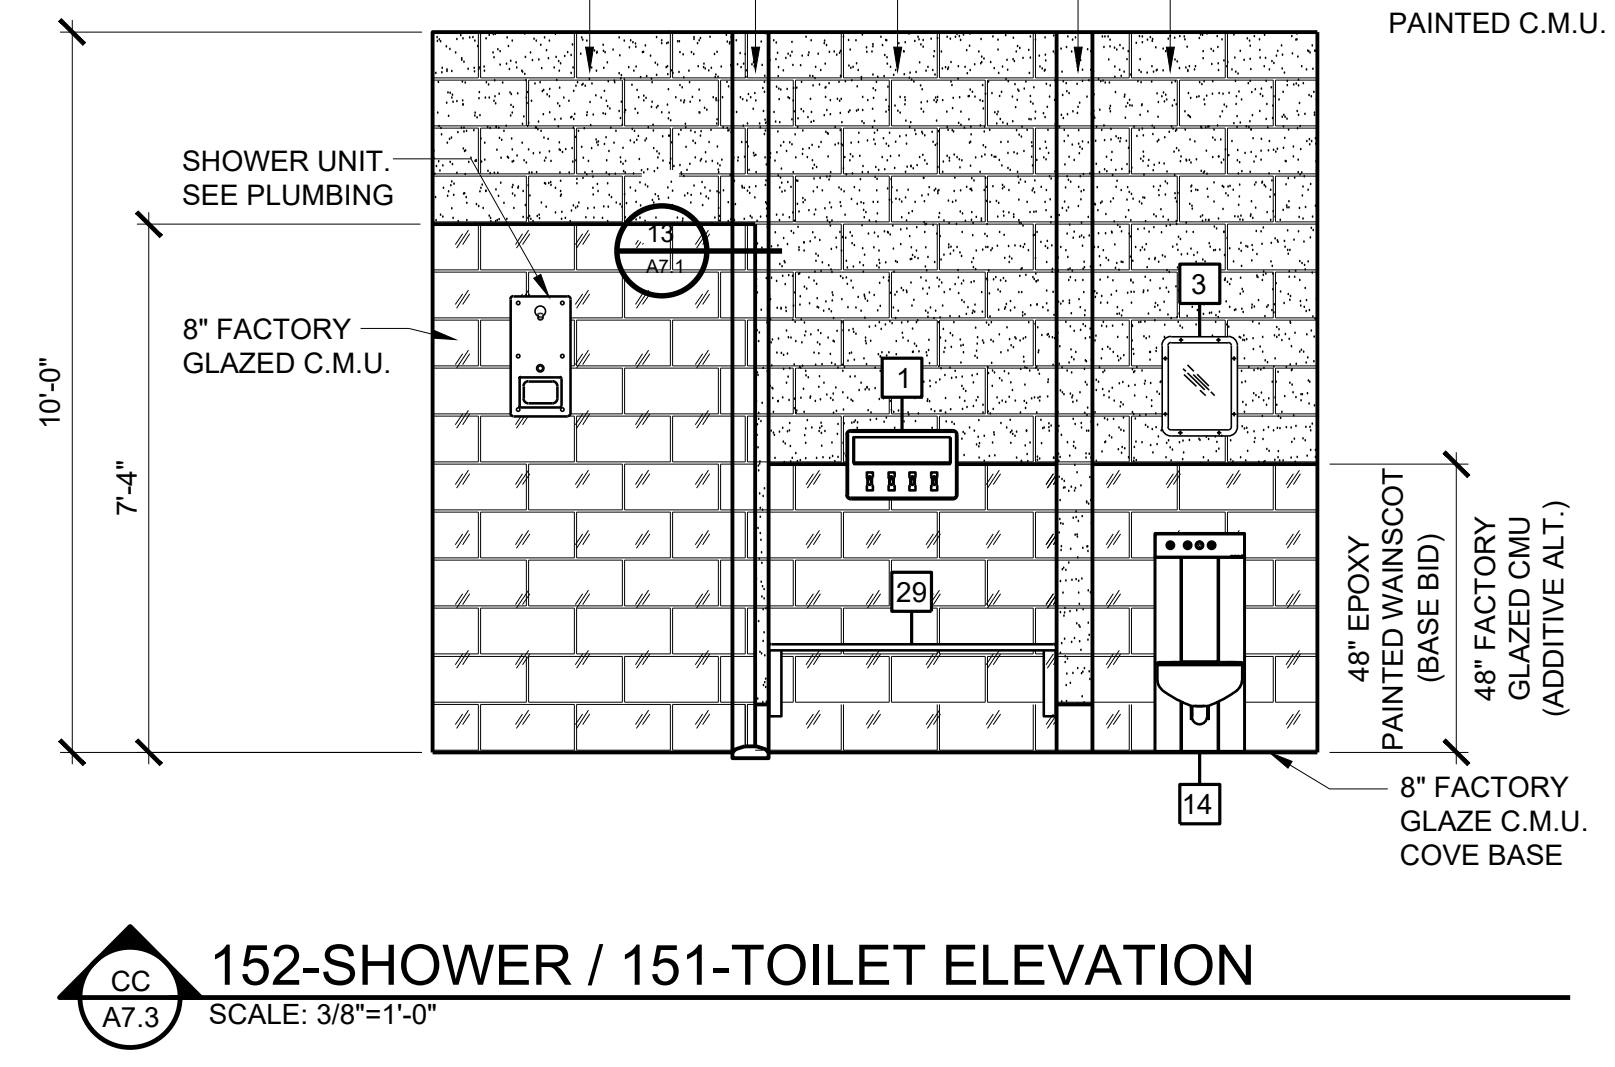 PAINTED C.M.U.
SHOWER UNIT.
SEE PLUMBING
13
A7.1
3
8" FACTORY
GLAZED C.M.U.
10'-0"
7'-4"
1
29
48" EPOXY
PAINTED WAINSCOT
(BASE BID)
48" FACTORY
GLAZED CMU
(ADDITIVE ALT.)
14
8" FACTORY
GLAZE C.M.U.
COVE BASE
CC
A7.3
152-SHOWER / 151-TOILET ELEVATION
SCALE: 3/8"=1'-0"